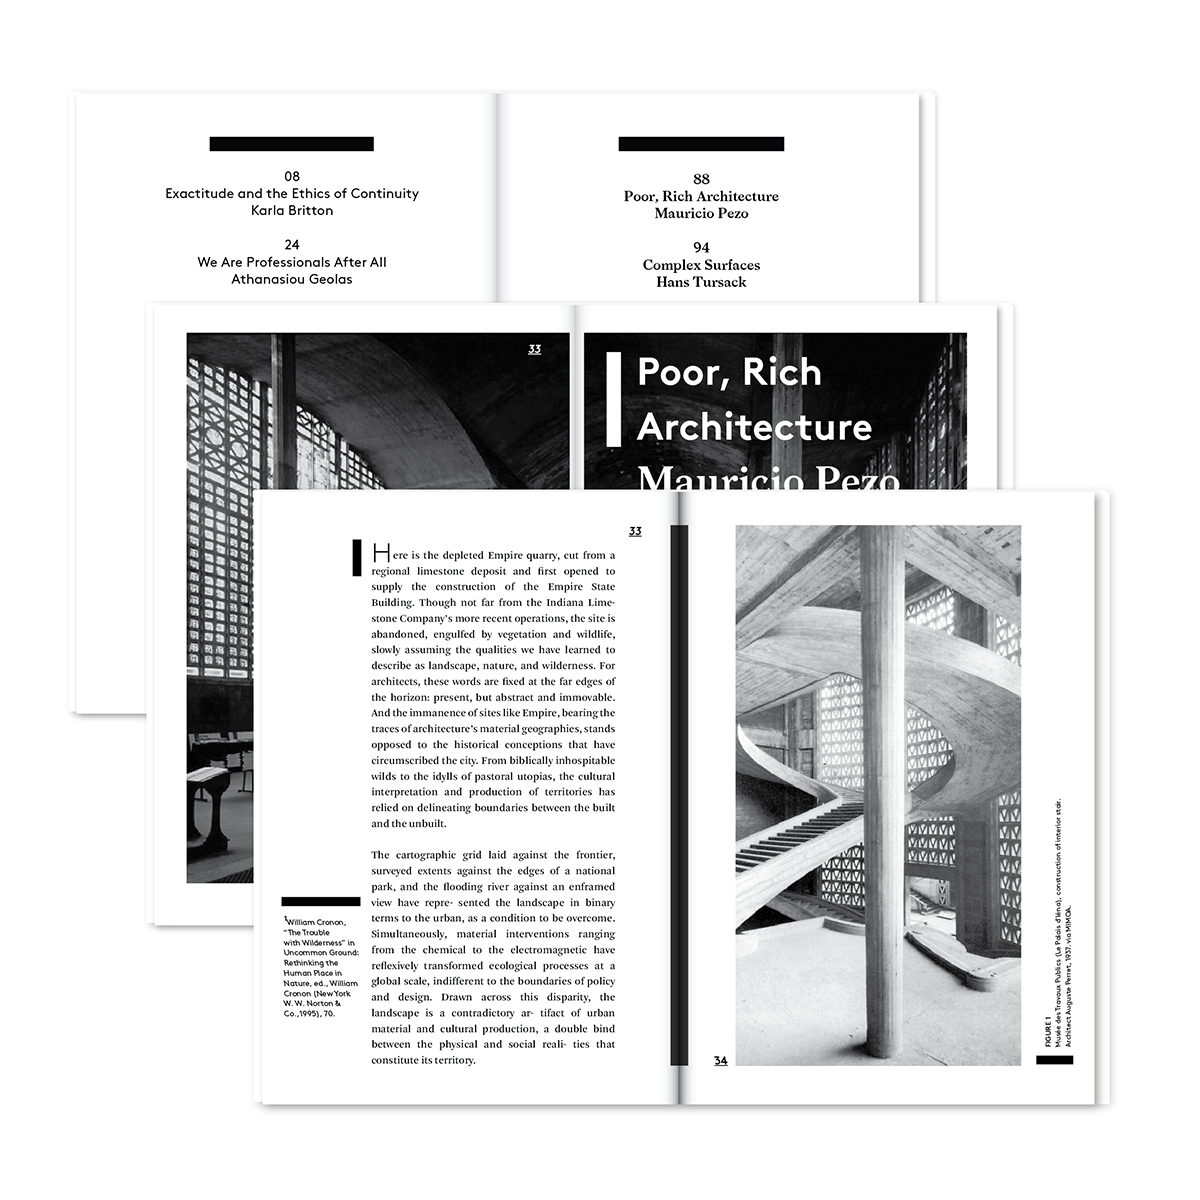 08
Exactitude and the Ethics of Continuity
Karla Britton
24
We Are Professionals After All
Athanasiou Geolas
88
Poor, Rich Architecture
Mauricio Pezo
94
Complex Surfaces
Hans Tursack
33
Poor, Rich
Architecture
Mauricio Pezo
33
Here is the depleted Empire quarry, cut from a
regional limestone deposit and first opened to
supply the construction of the Empire State
Building. Though not far from the Indiana Lime-
stone Company's more recent operations, the site is
abandoned, engulfed by vegetation and wildlife,
slowly assuming the qualities we have learned to
describe as landscape, nature, and wilderness. For
architects, these words are fixed at the far edges of
the horizon: present, but abstract and immovable.
And the immanence of sites like Empire, bearing the
traces of architecture's material geographies, stands
opposed to the historical conceptions that have
circumscribed the city. From biblically inhospitable
wilds to the idylls of pastoral utopias, the cultural
interpretation and production of territories has
relied on delineating boundaries between the built
and the unbuilt.
The cartographic grid laid against the frontier,
surveyed extents against the edges of a national
park, and the flooding river against an enframed
view have repre- sented the landscape in binary
terms to the urban, as a condition to be overcome.
Simultaneously, material interventions ranging
from the chemical to the electromagnetic have
reflexively transformed ecological processes at a
global scale, indifferent to the boundaries of policy
and design. Drawn across this disparity, the
landscape is a contradictory ar- tifact of urban
material and cultural production, a double bind
between the physical and social reali- ties that
constitute its territory.
1William Cronon,
"The Trouble
with Wilderness" in
Uncommon Ground:
Rethinking the
Human Place in
Nature, ed., William
Cronon (New York
W. W. Norton &
Co.,1995), 70.
34
FIGURE 1
Musée des Travaux Publics (Le Palais d'Iéna), construction of interior stair.
Architect Auguste Perret, 1937. via MIMOA.